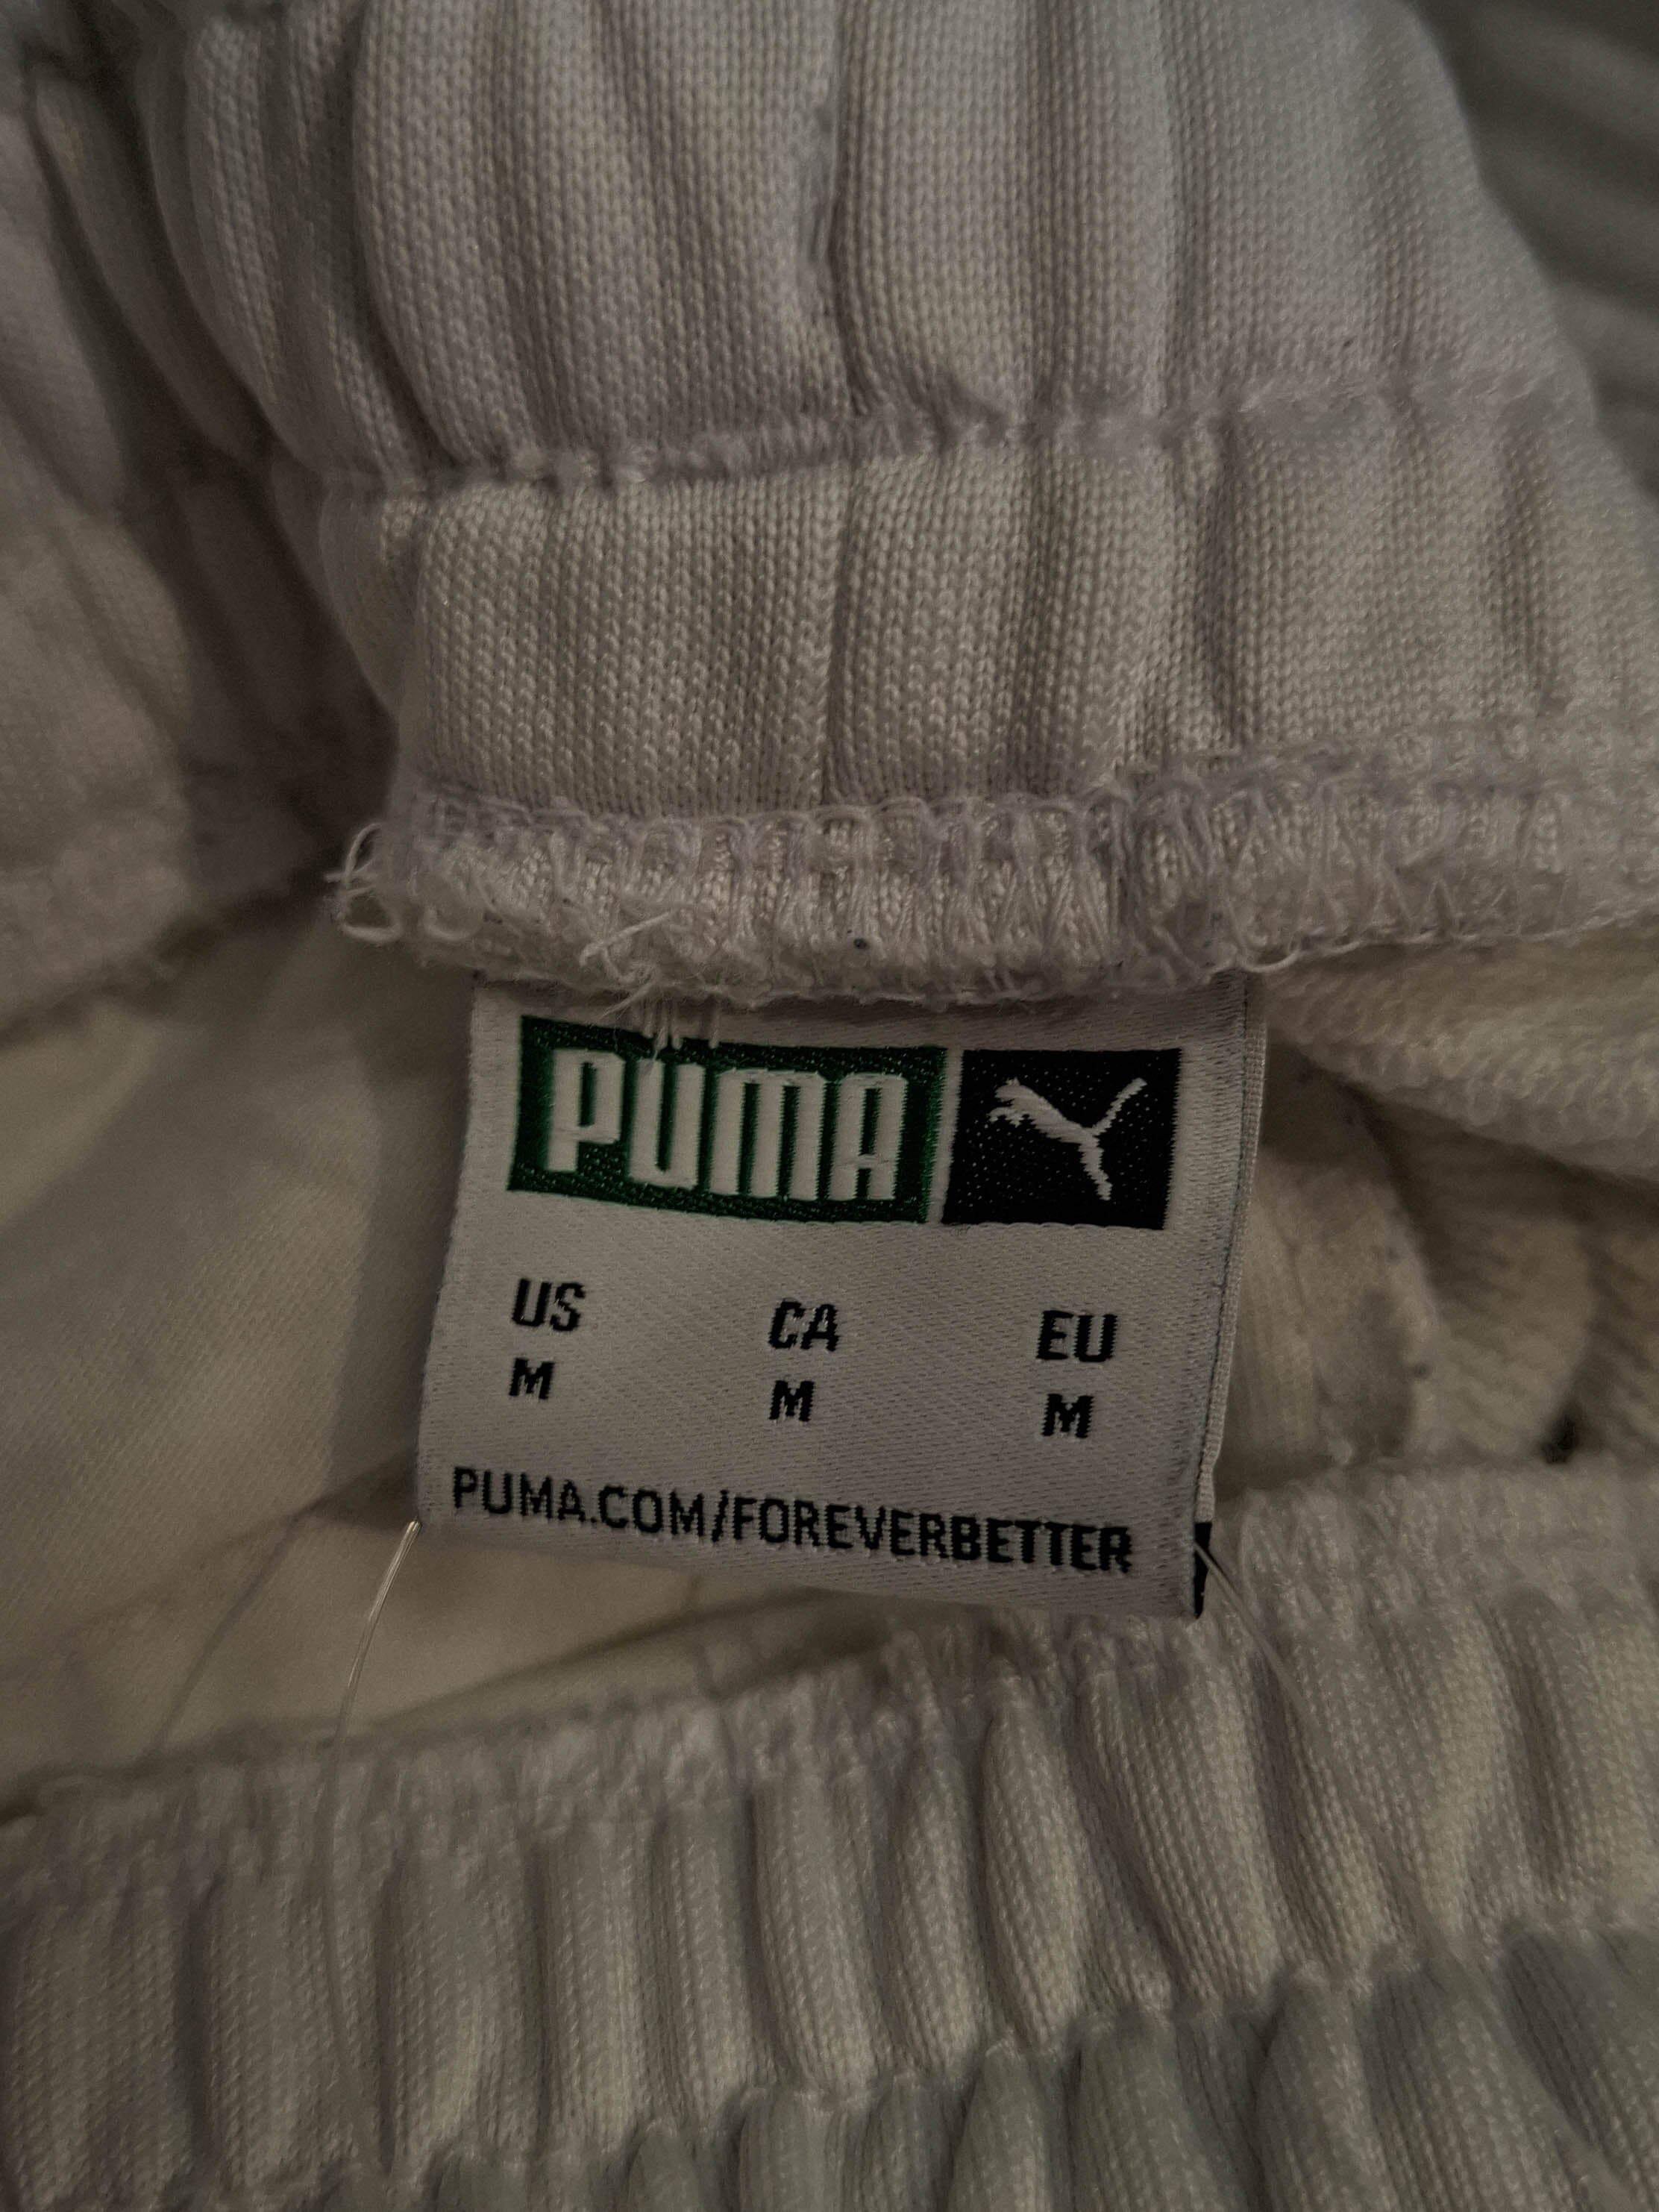 PUMA
US CA EU
M M M
PUMA.COM/FOREVERBETTER